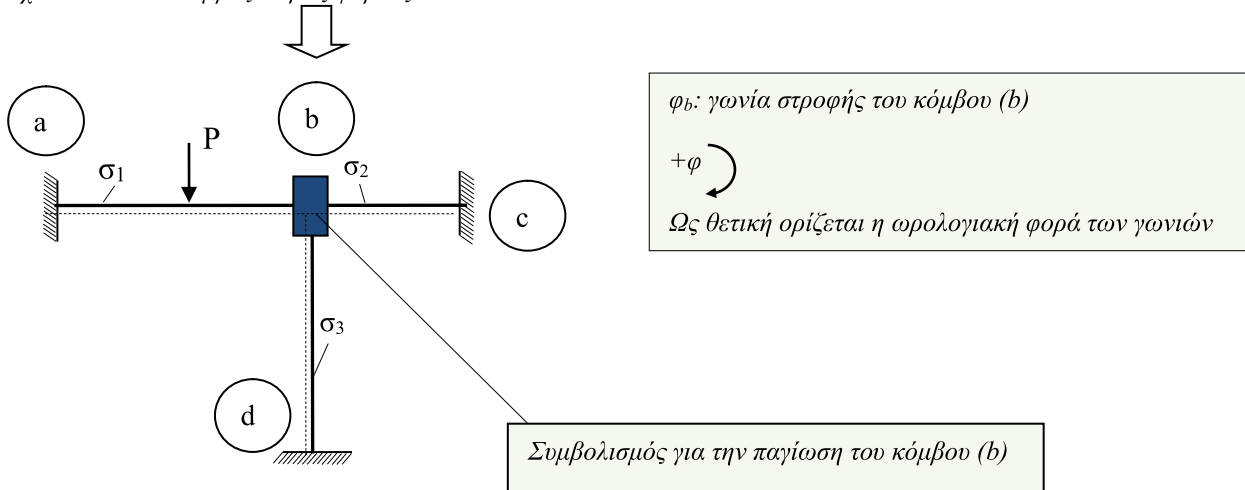 a
b
P
σ1
σ2
c
σ3
d
φb: γωνία στροφής του κόμβου (b)
+φ
Ως θετική ορίζεται η ωρολογιακή φορά των γωνιών
Συμβολισμός για την παγίωση του κόμβου (b)